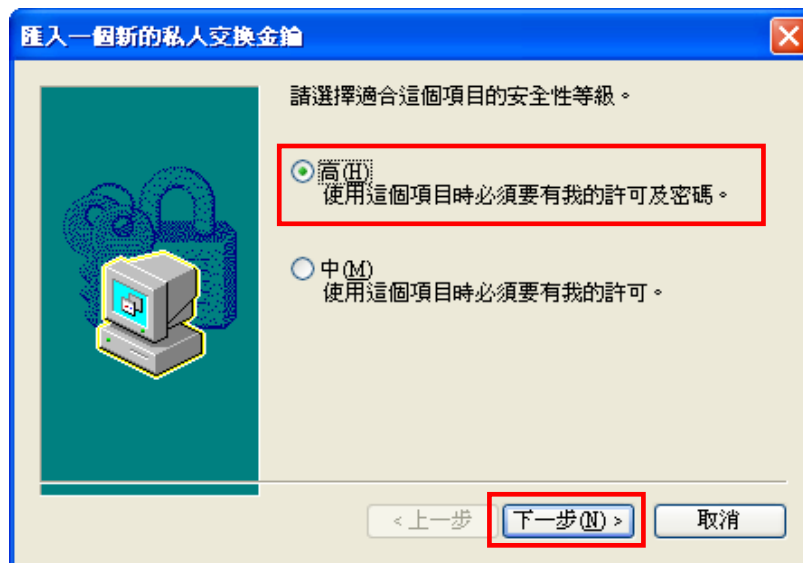 匯入一個新的私人交換金鑰
請選擇適合這個項目的安全性等級。
高(H)
使用這個項目時必須要有我的許可及密碼。
中(M)
使用這個項目時必須要有我的許可。
<上一步
下一步(N) >
取消